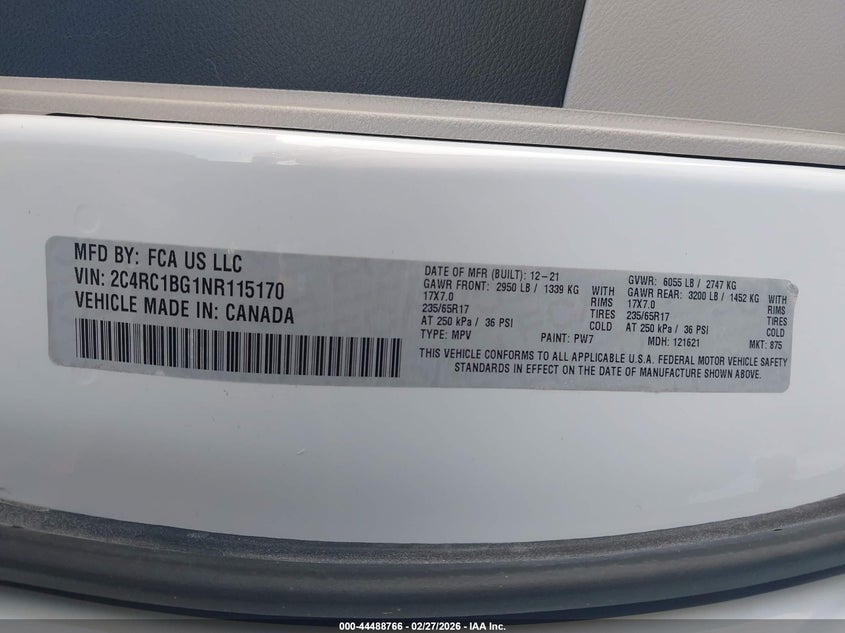 MFD BY: FCA US LLC
VIN: 2C4RC1BG1NR115170
VEHICLE MADE IN: CANADA
DATE OF MFR (BUILT): 12-21
GAWR FRONT: 2950 LB / 1339 KG WITH
17X7.0 RIMS
235/65R17 TIRES
AT 250 kPa / 36 PSI COLD
TYPE: MPV PAINT: PW7
GVWR: 6055 LB / 2747 KG
GAWR REAR: 3200 LB / 1452 KG WITH
17X7.0 RIMS
235/65R17 TIRES
AT 250 kPa / 36 PSI COLD
MDH: 121621 MKT: 875
THIS VEHICLE CONFORMS TO ALL APPLICABLE U.S.A. FEDERAL MOTOR VEHICLE SAFETY
STANDARDS IN EFFECT ON THE DATE OF MANUFACTURE SHOWN ABOVE.
000-44488766 - 02/27/2026 - IAA Inc.